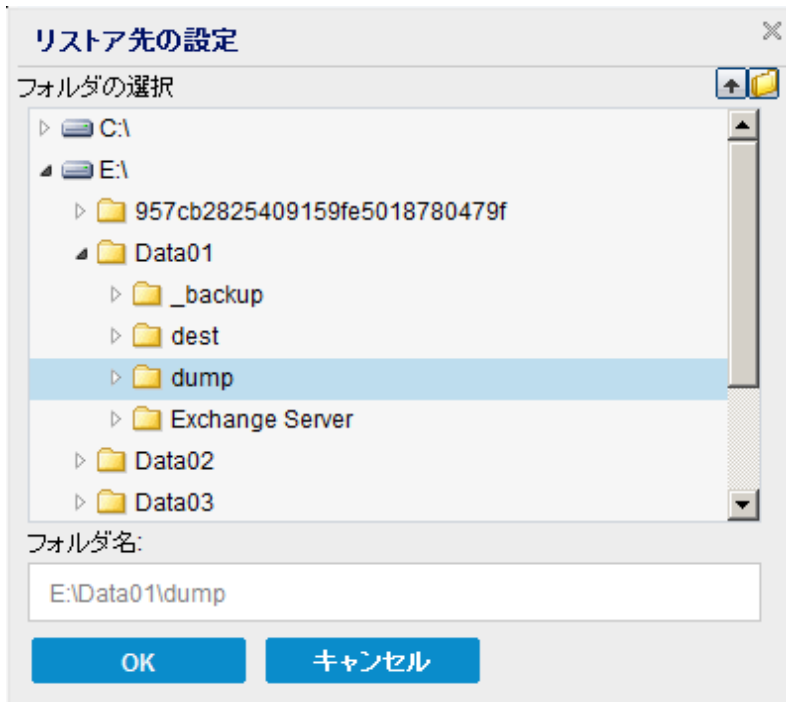 リストア先の設定
フォルダの選択
C:\
E:\
957cb2825409159fe5018780479f
Data01
_backup
dest
dump
Exchange Server
Data02
Data03
フォルダ名:
E:\Data01\dump
OK キャンセル